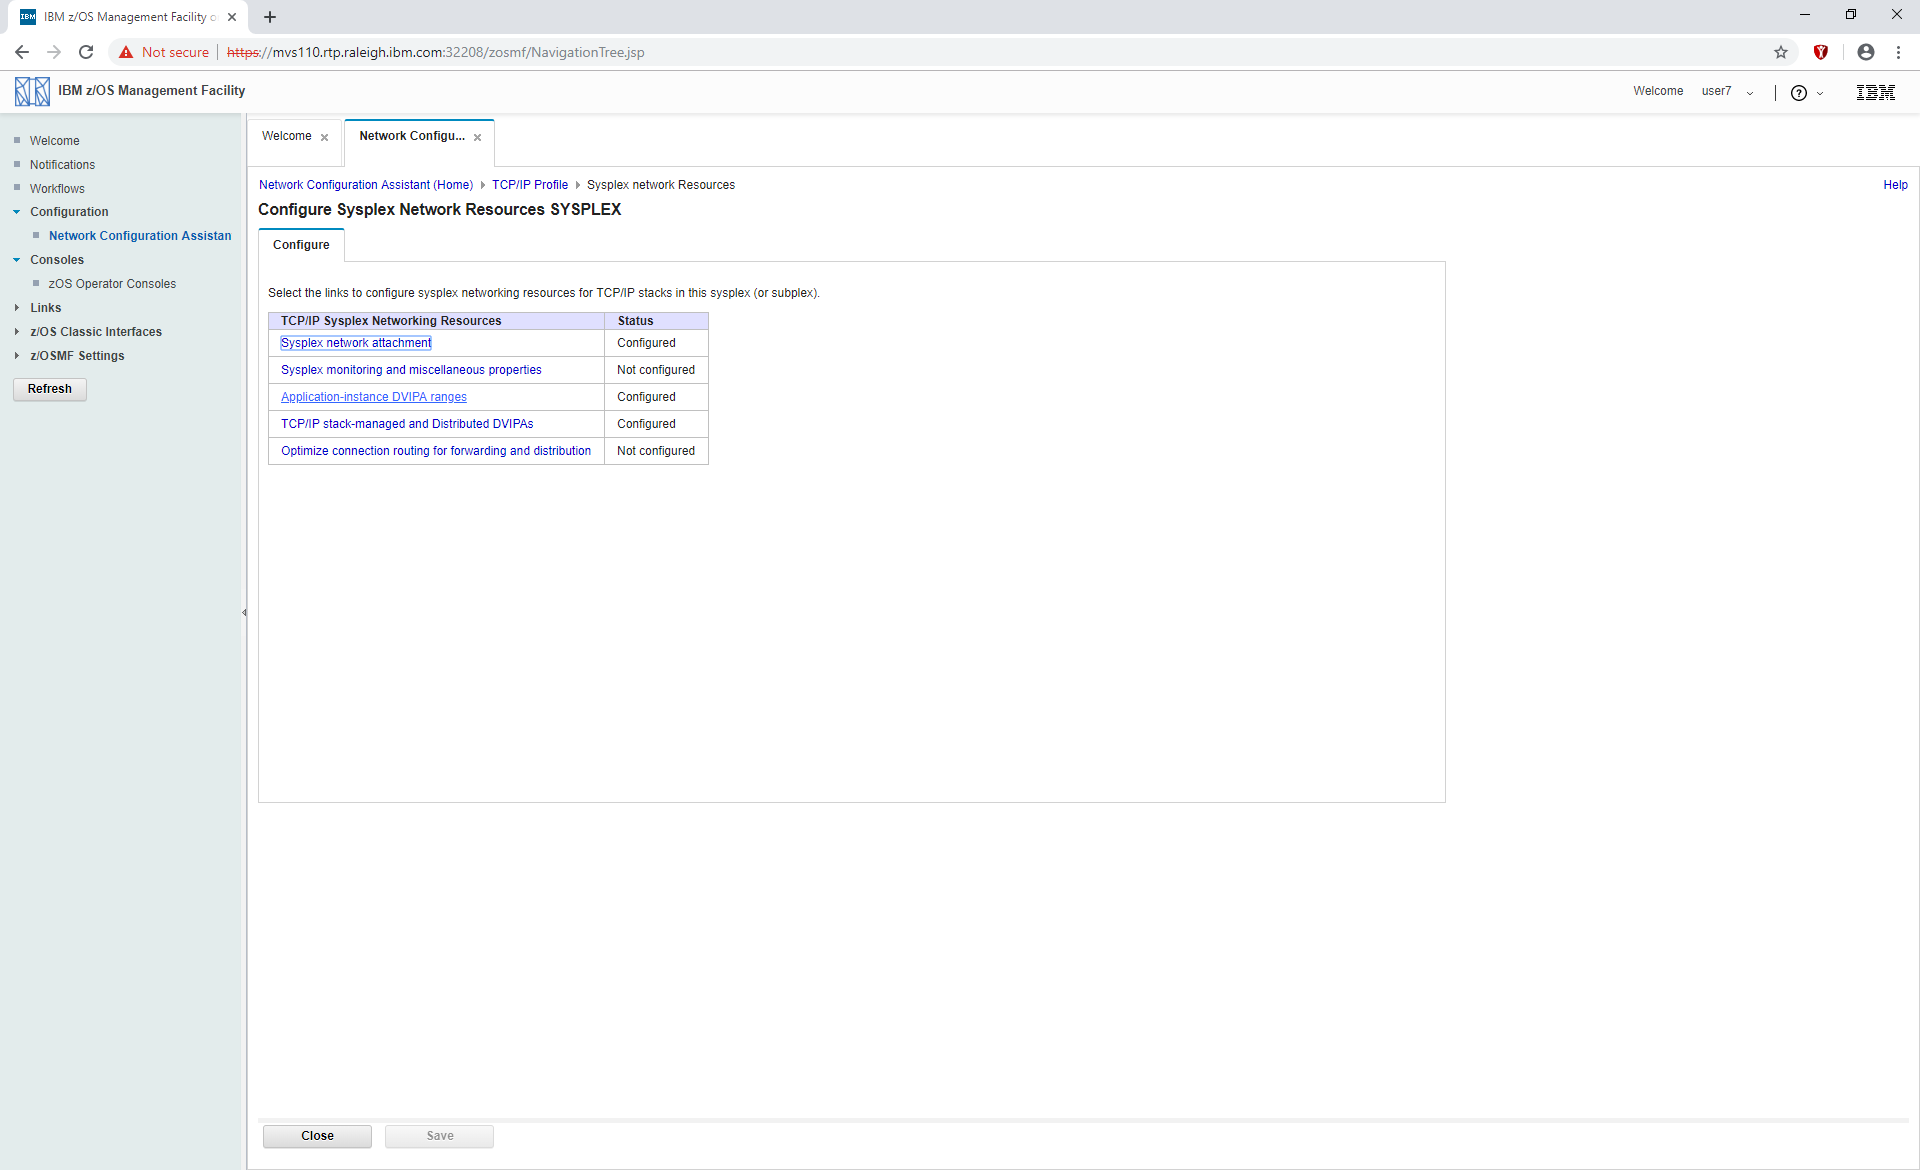 IBM IBM z/OS Management Facility o
Not secure https://mvs110.rtp.raleigh.ibm.com:32208/zosmf/NavigationTree.jsp
IBM z/OS Management Facility
Welcome user7
IBM
Welcome
Notifications
Workflows
Configuration
Network Configuration Assistan
Consoles
zOS Operator Consoles
Links
z/OS Classic Interfaces
z/OSMF Settings
Refresh
Welcome
Network Configu...
Network Configuration Assistant (Home) TCP/IP Profile Sysplex network Resources
Help
Configure Sysplex Network Resources SYSPLEX
Configure
Select the links to configure sysplex networking resources for TCP/IP stacks in this sysplex (or subplex).
TCP/IP Sysplex Networking Resources Status
Sysplex network attachment Configured
Sysplex monitoring and miscellaneous properties Not configured
Application-instance DVIPA ranges Configured
TCP/IP stack-managed and Distributed DVIPAs Configured
Optimize connection routing for forwarding and distribution Not configured
Close Save